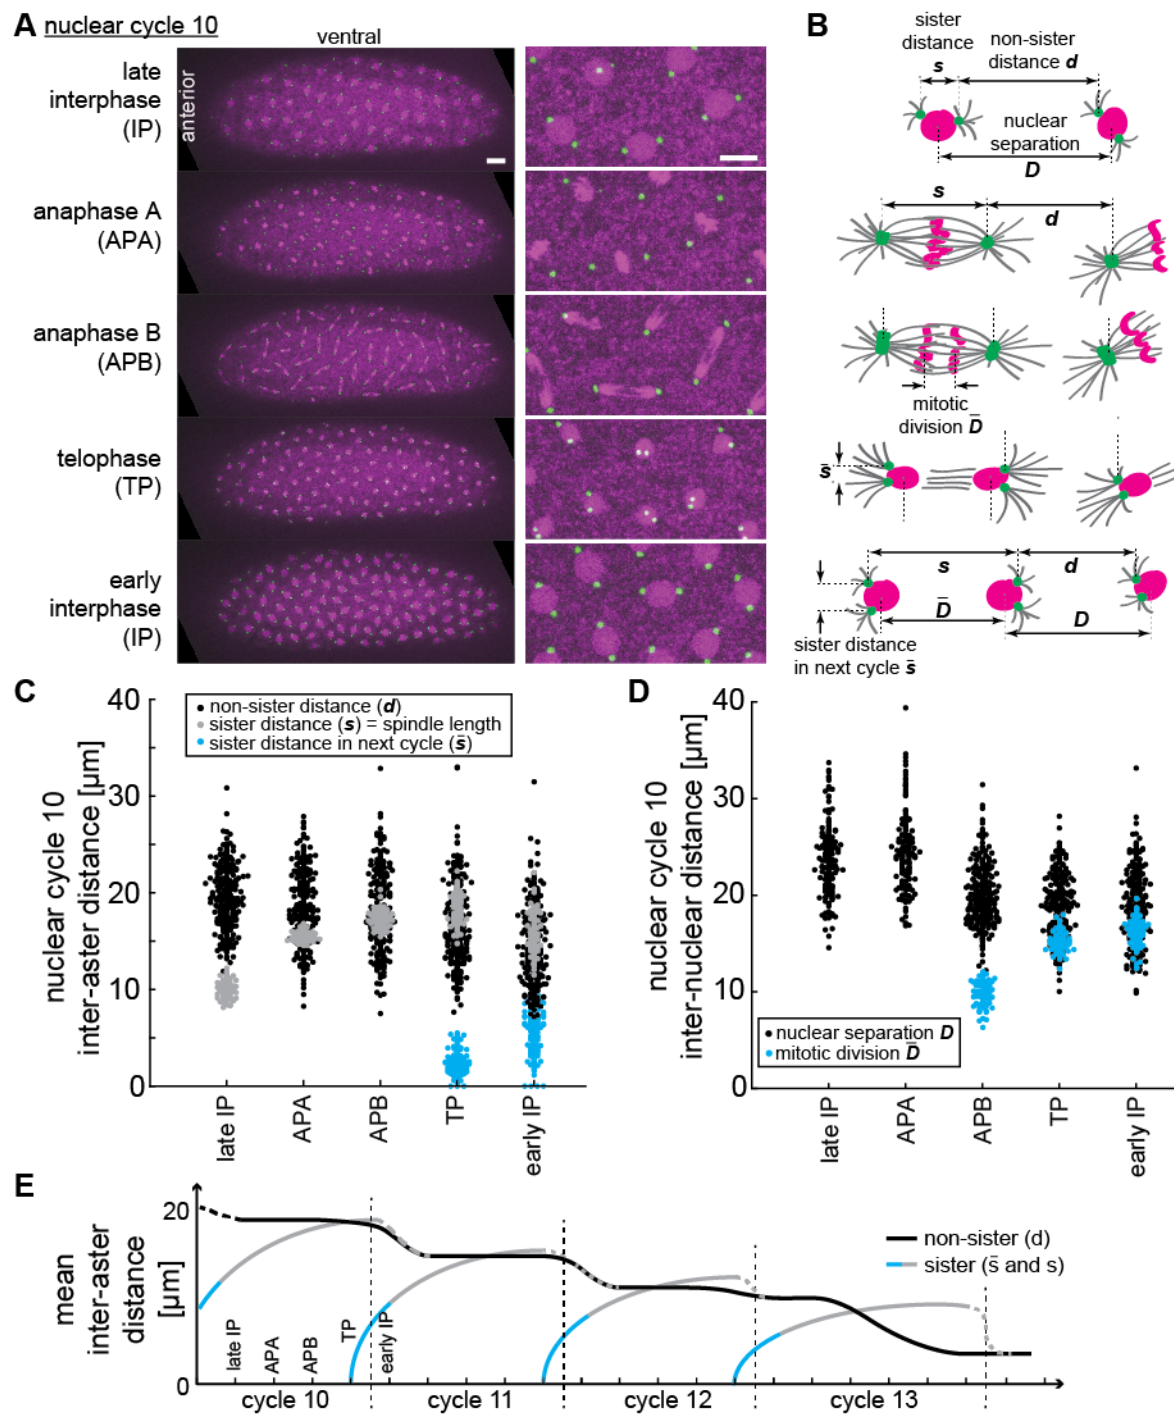 A nuclear cycle 10
ventral
anterior
late
interphase
(IP)
anaphase A
(APA)
anaphase B
(APB)
telophase
(TP)
early
interphase
(IP)
B
sister
distance
s
non-sister
distance d
nuclear
separation
D
s
d
mitotic
division D̄
s̄
s
d
D̄
D
sister distance
in next cycle s̄
C
nuclear cycle 10
inter-aster distance [µm]
40
30
20
10
0
non-sister distance (d)
sister distance (s) = spindle length
sister distance in next cycle (s̄)
late IP
APA
APB
TP
early IP
D
nuclear cycle 10
inter-nuclear distance [µm]
40
30
20
10
0
nuclear separation D
mitotic division D̄
late IP
APA
APB
TP
early IP
E
mean
inter-aster
distance
[µm]
20
0
late IP
APA
APB
TP
early IP
non-sister (d)
sister (s̄ and s)
cycle 10
cycle 11
cycle 12
cycle 13